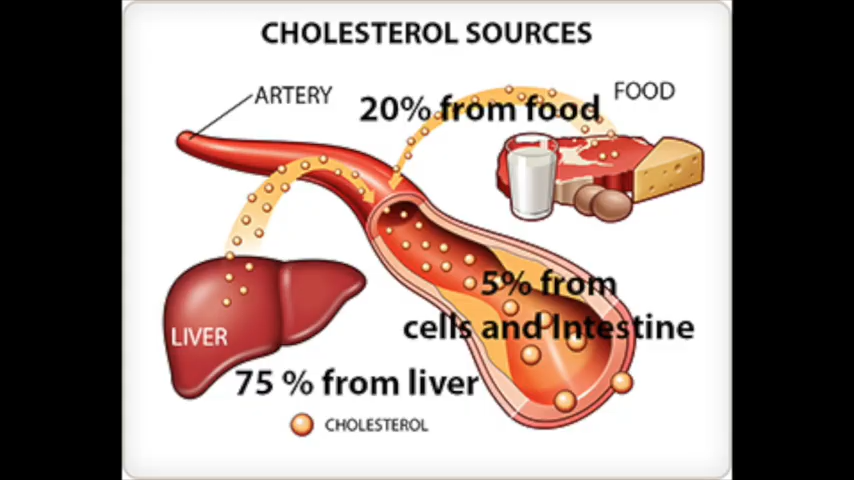 CHOLESTEROL SOURCES
ARTERY
FOOD
20% from food
5% from
cells and Intestine
LIVER
75 % from liver
CHOLESTEROL